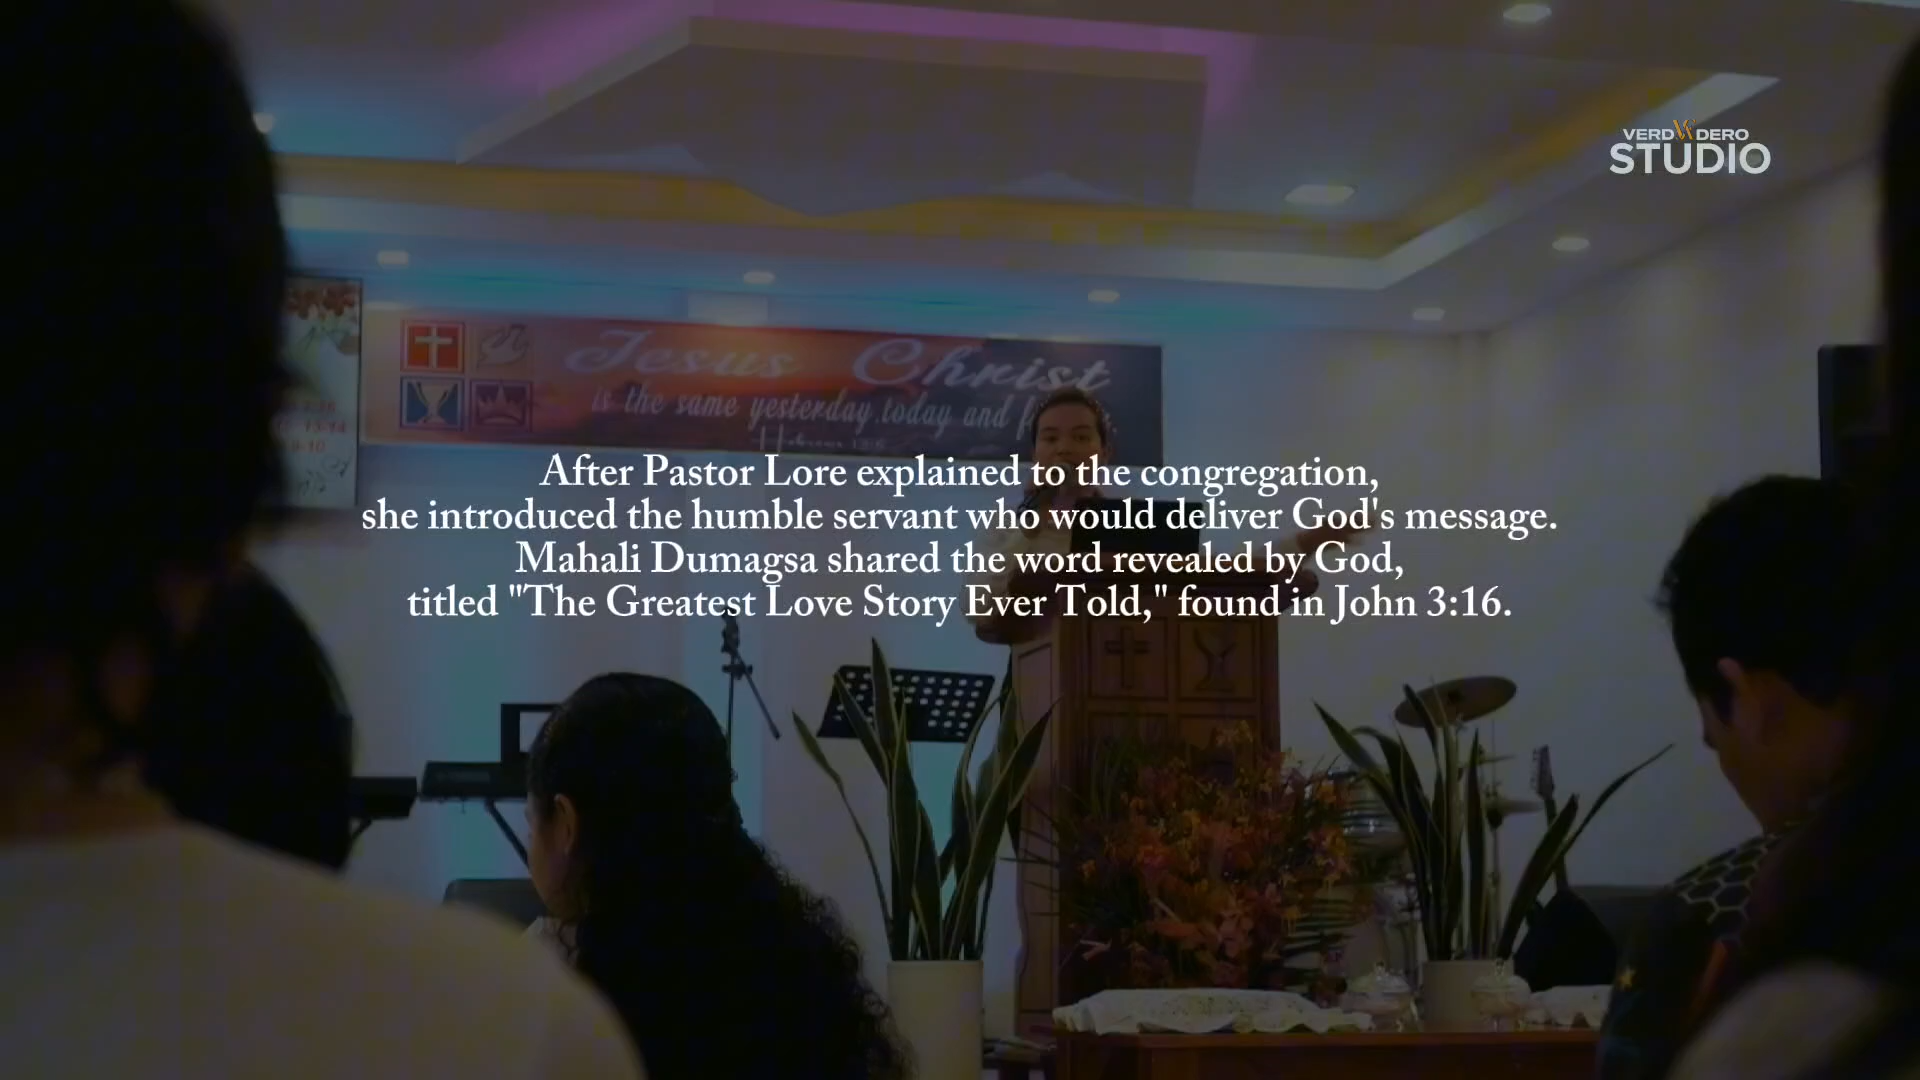 VERDADERO
STUDIO
Jesus Christ
is the same yesterday, today and
After Pastor Lore explained to the congregation,
she introduced the humble servant who would deliver God's message.
Mahali Dumagsa shared the word revealed by God,
titled "The Greatest Love Story Ever Told," found in John 3:16.